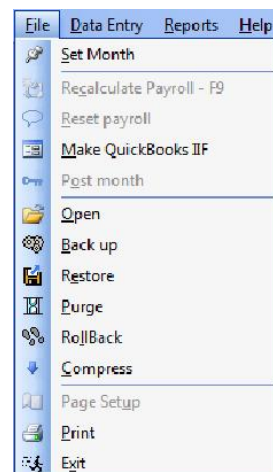 File Data Entry Reports Help
Set Month
Recalculate Payroll - F9
Reset payroll
Make QuickBooks IIF
Post month
Open
Back up
Restore
Purge
RollBack
Compress
Page Setup
Print
Exit